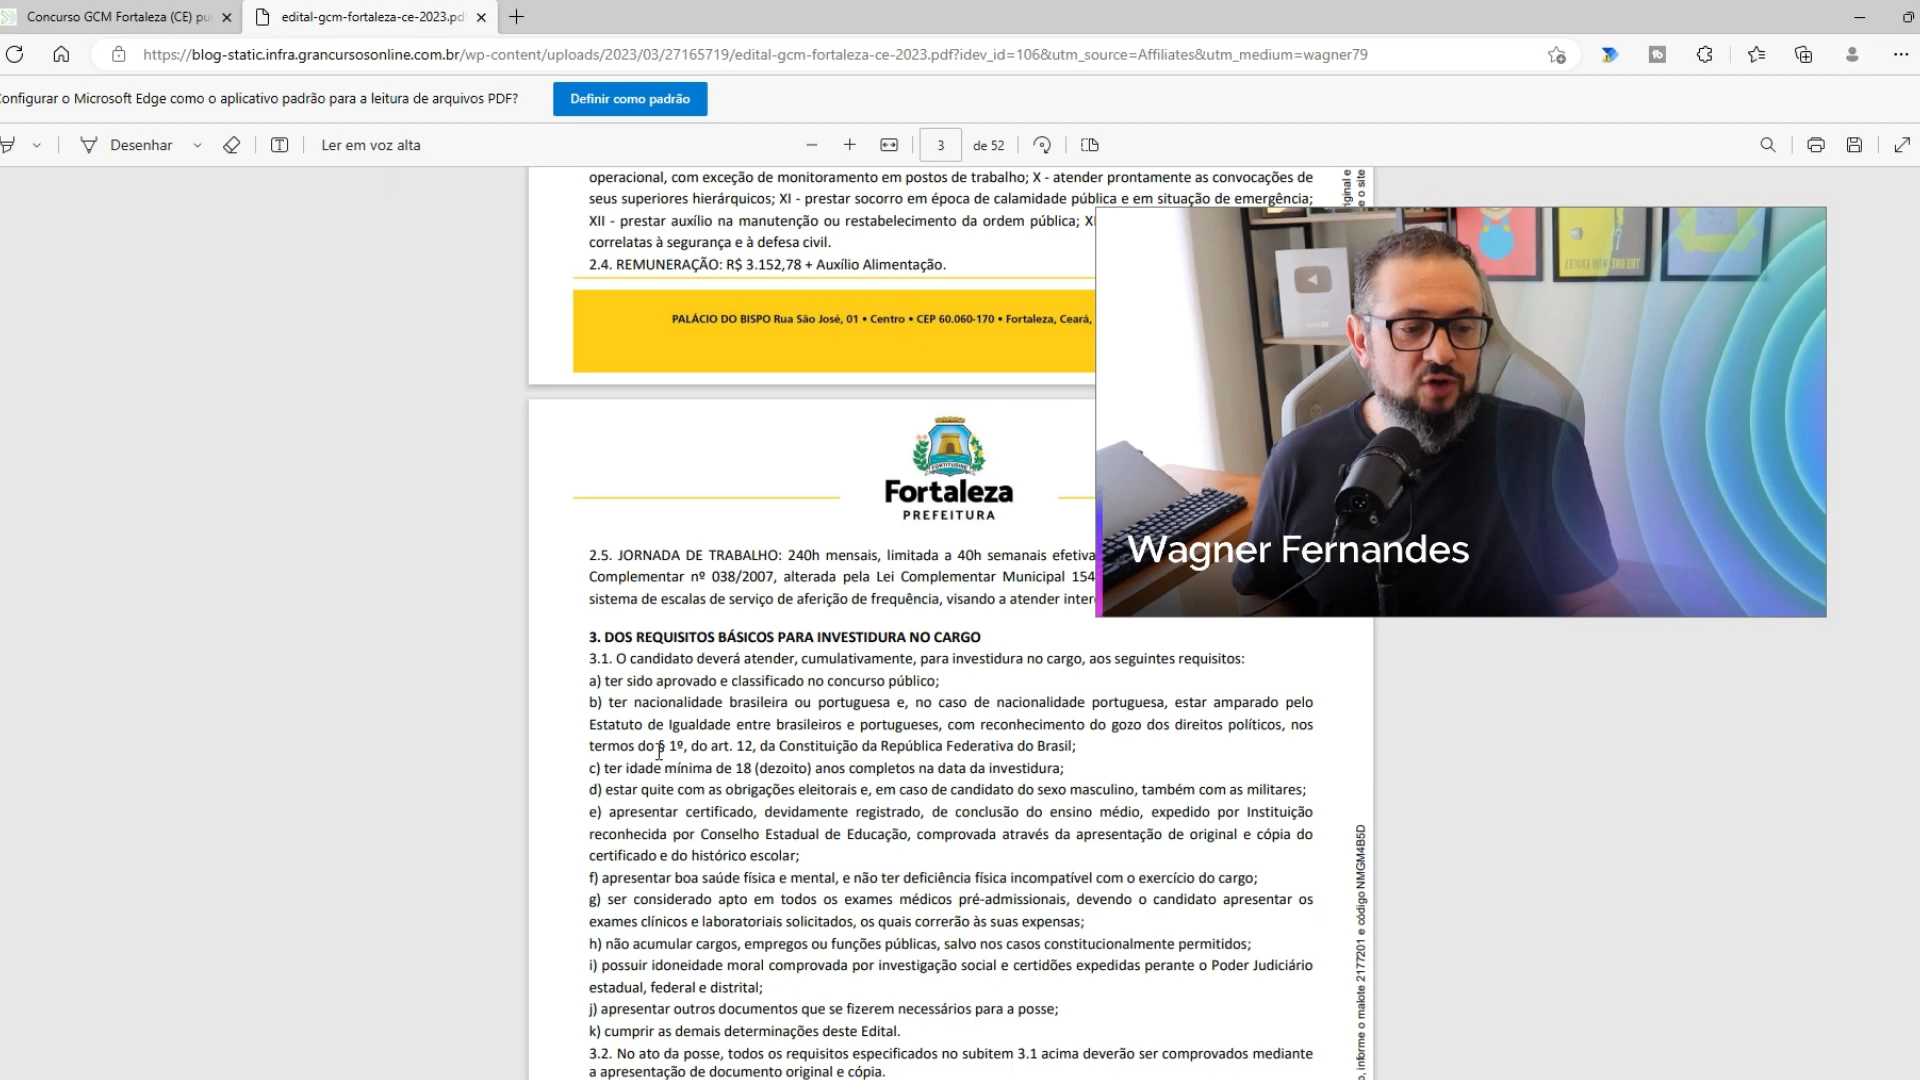 Concurso GCM Fortaleza (CE) pu
edital-gcm-fortaleza-ce-2023.pd
https://blog-static.infra.grancursosonline.com.br/wp-content/uploads/2023/03/27165719/edital-gcm-fortaleza-ce-2023.pdf?idev_id=106&utm_source=Affiliates&utm_medium=wagner79
onfigurar o Microsoft Edge como o aplicativo padrão para a leitura de arquivos PDF?
Definir como padrão
Desenhar
Ler em voz alta
3 de 52
operacional, com exceção de monitoramento em postos de trabalho; X - atender prontamente as convocações de
seus superiores hierárquicos; XI - prestar socorro em época de calamidade pública e em situação de emergência;
XII - prestar auxílio na manutenção ou restabelecimento da ordem pública; XI
correlatas à segurança e à defesa civil.
2.4. REMUNERAÇÃO: R$ 3.152,78 + Auxílio Alimentação.
PALÁCIO DO BISPO Rua São José, 01 • Centro • CEP 60.060-170 • Fortaleza, Ceará,
iginal e
e o site
FORTITUDINE
Fortaleza
PREFEITURA
Wagner Fernandes
2.5. JORNADA DE TRABALHO: 240h mensais, limitada a 40h semanais efetiva
Complementar nº 038/2007, alterada pela Lei Complementar Municipal 154
sistema de escalas de serviço de aferição de frequência, visando a atender inter
3. DOS REQUISITOS BÁSICOS PARA INVESTIDURA NO CARGO
3.1. O candidato deverá atender, cumulativamente, para investidura no cargo, aos seguintes requisitos:
a) ter sido aprovado e classificado no concurso público;
b) ter nacionalidade brasileira ou portuguesa e, no caso de nacionalidade portuguesa, estar amparado pelo
Estatuto de Igualdade entre brasileiros e portugueses, com reconhecimento do gozo dos direitos políticos, nos
termos do § 1º, do art. 12, da Constituição da República Federativa do Brasil;
c) ter idade mínima de 18 (dezoito) anos completos na data da investidura;
d) estar quite com as obrigações eleitorais e, em caso de candidato do sexo masculino, também com as militares;
e) apresentar certificado, devidamente registrado, de conclusão do ensino médio, expedido por Instituição
reconhecida por Conselho Estadual de Educação, comprovada através da apresentação de original e cópia do
certificado e do histórico escolar;
f) apresentar boa saúde física e mental, e não ter deficiência física incompatível com o exercício do cargo;
g) ser considerado apto em todos os exames médicos pré-admissionais, devendo o candidato apresentar os
exames clínicos e laboratoriais solicitados, os quais correrão às suas expensas;
h) não acumular cargos, empregos ou funções públicas, salvo nos casos constitucionalmente permitidos;
i) possuir idoneidade moral comprovada por investigação social e certidões expedidas perante o Poder Judiciário
estadual, federal e distrital;
j) apresentar outros documentos que se fizerem necessários para a posse;
k) cumprir as demais determinações deste Edital.
3.2. No ato da posse, todos os requisitos especificados no subitem 3.1 acima deverão ser comprovados mediante
a apresentação de documento original e cópia.
o, informe o malote 2177201 e código NMGM4B5D